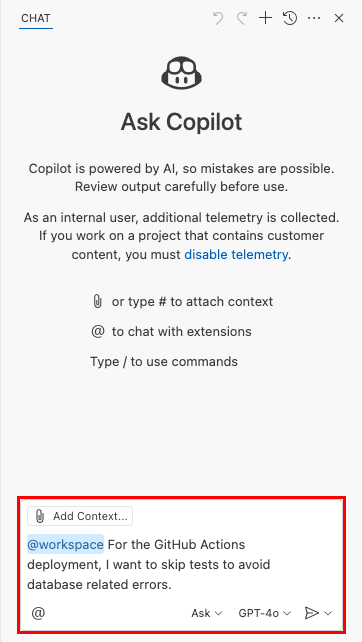 CHAT
Ask Copilot
Copilot is powered by AI, so mistakes are possible.
Review output carefully before use.
As an internal user, additional telemetry is collected.
If you work on a project that contains customer
content, you must disable telemetry.
or type # to attach context
@ to chat with extensions
Type / to use commands
Add Context...
@workspace For the GitHub Actions
deployment, I want to skip tests to avoid
database related errors.
@ Ask GPT-4o